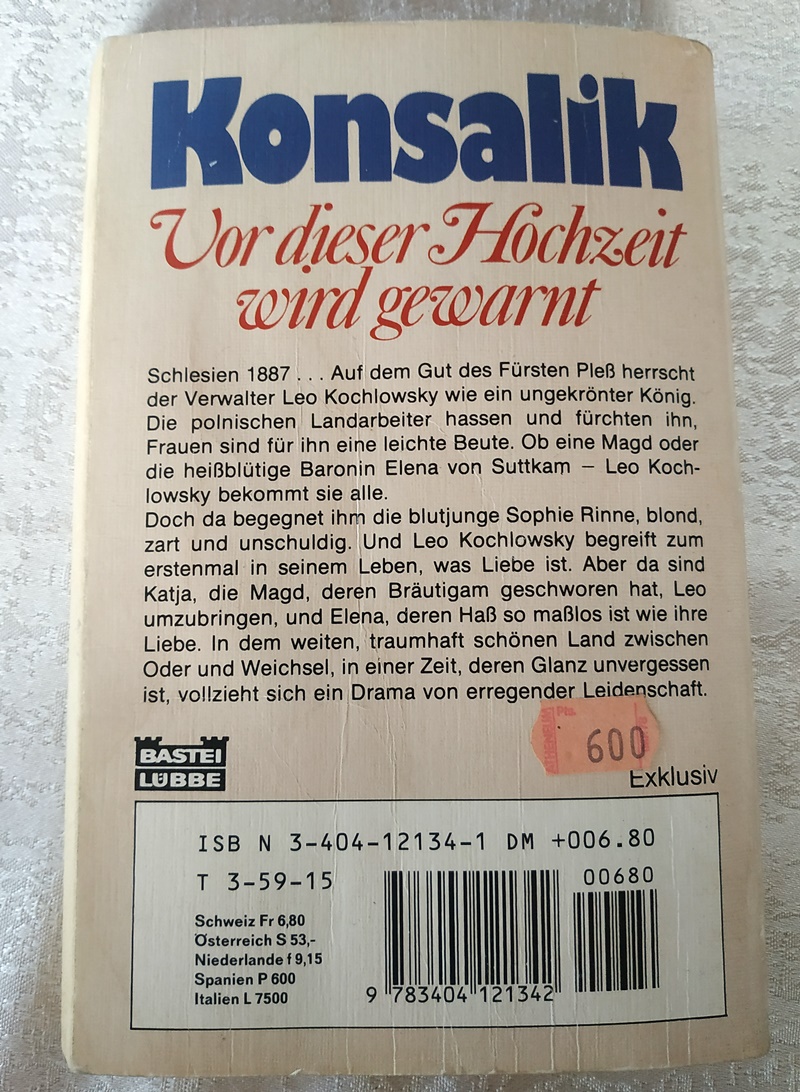 Konsalik
Vor dieser Hochzeit
wird gewarnt
Schlesien 1887 . . . Auf dem Gut des Fürsten Pleß herrscht
der Verwalter Leo Kochlowsky wie ein ungekrönter König.
Die polnischen Landarbeiter hassen und fürchten ihn,
Frauen sind für ihn eine leichte Beute. Ob eine Magd oder
die heißblütige Baronin Elena von Suttkam – Leo Koch-
lowsky bekommt sie alle.
Doch da begegnet ihm die blutjunge Sophie Rinne, blond,
zart und unschuldig. Und Leo Kochlowsky begreift zum
erstenmal in seinem Leben, was Liebe ist. Aber da sind
Katja, die Magd, deren Bräutigam geschworen hat, Leo
umzubringen, und Elena, deren Haß so maßlos ist wie ihre
Liebe. In dem weiten, traumhaft schönen Land zwischen
Oder und Weichsel, in einer Zeit, deren Glanz unvergessen
ist, vollzieht sich ein Drama von erregender Leidenschaft.
Pts.
600
BASTEI
LÜBBE
Exklusiv
ISB N 3-404-12134-1 DM +006.80
T 3-59-15
00680
Schweiz Fr 6,80
Österreich S 53,-
Niederlande f 9,15
Spanien P 600
Italien L 7500
9 783404 121342